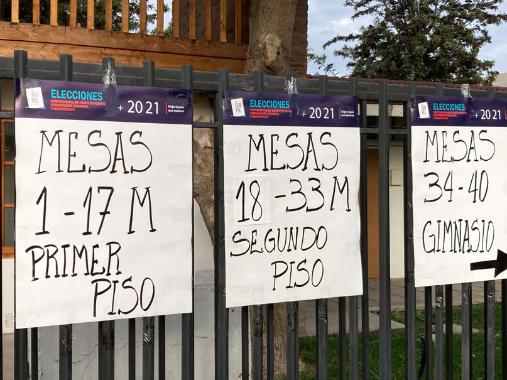 ELECCIONES
+ 2021
MESAS
1-17 M
PRIMER
PISO
ELECCIONES
+ 2021
MESAS
18-33 M
SEGUNDO
PISO
ELECCIONES
+ 202
MESAS
34-40
GIMNASIO